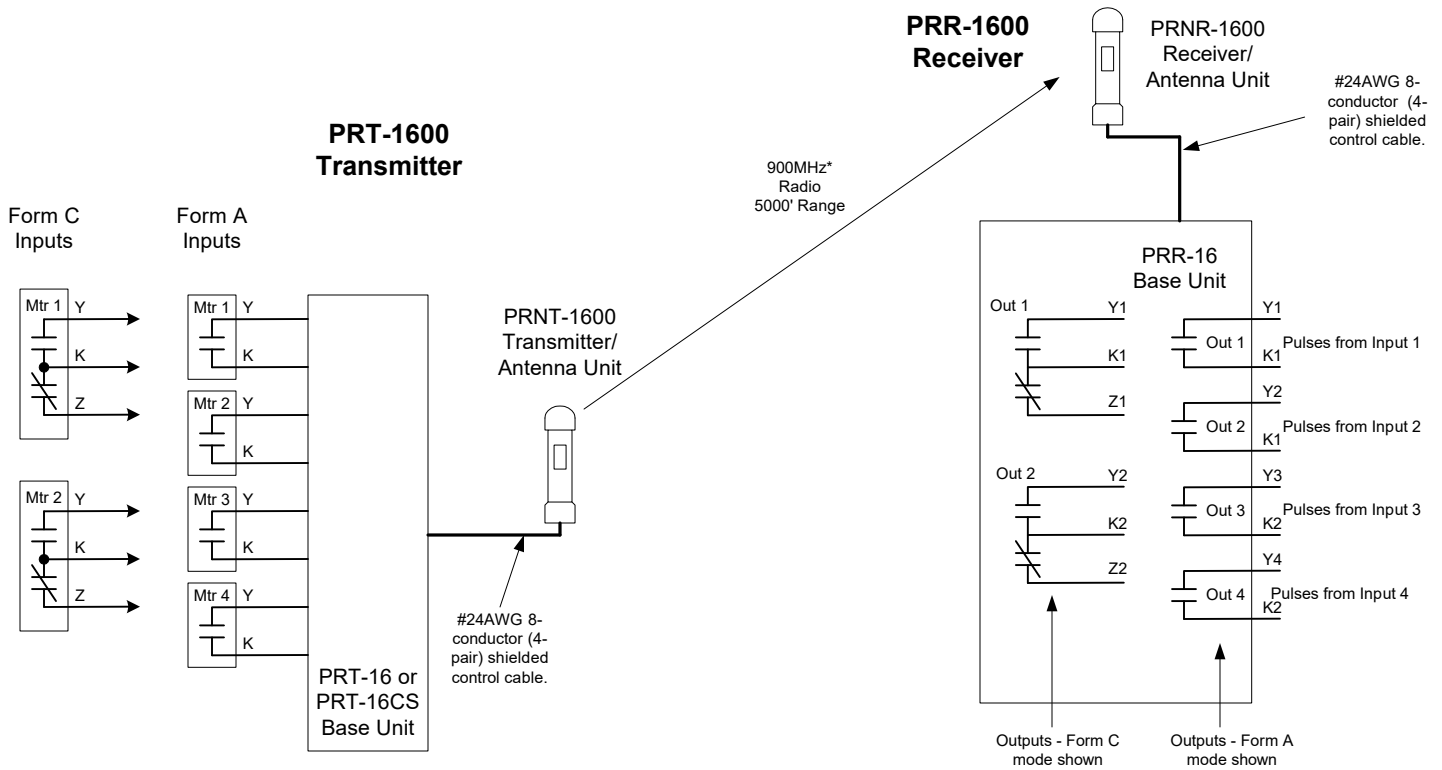 PRT-1600
Transmitter
Form C
Inputs
Mtr 1
Y
K
Z
Mtr 2
Y
K
Z
Form A
Inputs
Mtr 1
Y
K
Mtr 2
Y
K
Mtr 3
Y
K
Mtr 4
Y
K
PRT-16 or
PRT-16CS
Base Unit
PRNT-1600
Transmitter/
Antenna Unit
#24AWG 8-
conductor (4-
pair) shielded
control cable.
900MHz*
Radio
5000' Range
PRR-1600
Receiver
PRNR-1600
Receiver/
Antenna Unit
#24AWG 8-
conductor (4-
pair) shielded
control cable.
PRR-16
Base Unit
Out 1
Y1
K1
Z1
Out 2
Y2
K2
Z2
Y1
Out 1
Pulses from Input 1
K1
Y2
Out 2
Pulses from Input 2
K1
Y3
Out 3
Pulses from Input 3
K2
Y4
Out 4
Pulses from Input 4
K2
Outputs - Form C
mode shown
Outputs - Form A
mode shown